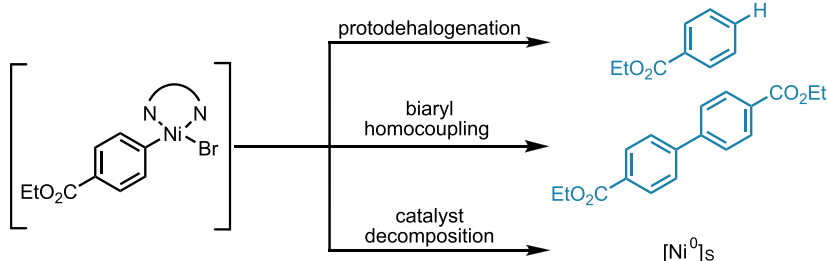 protodehalogenation
H
EtO₂C
N N
Ni
Br
EtO₂C
biaryl
homocoupling
CO₂Et
EtO₂C
catalyst
decomposition
[Ni⁰]s